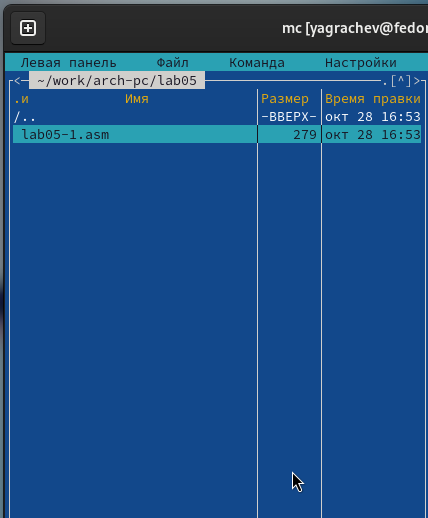 mc [yagrachev@fedor
Левая панель Файл Команда Настройки
<— ~/work/arch-pc/lab05 .[^]>
.и Имя Размер Время правки
/.. -ВВЕРХ- окт 28 16:53
lab05-1.asm 279 окт 28 16:53